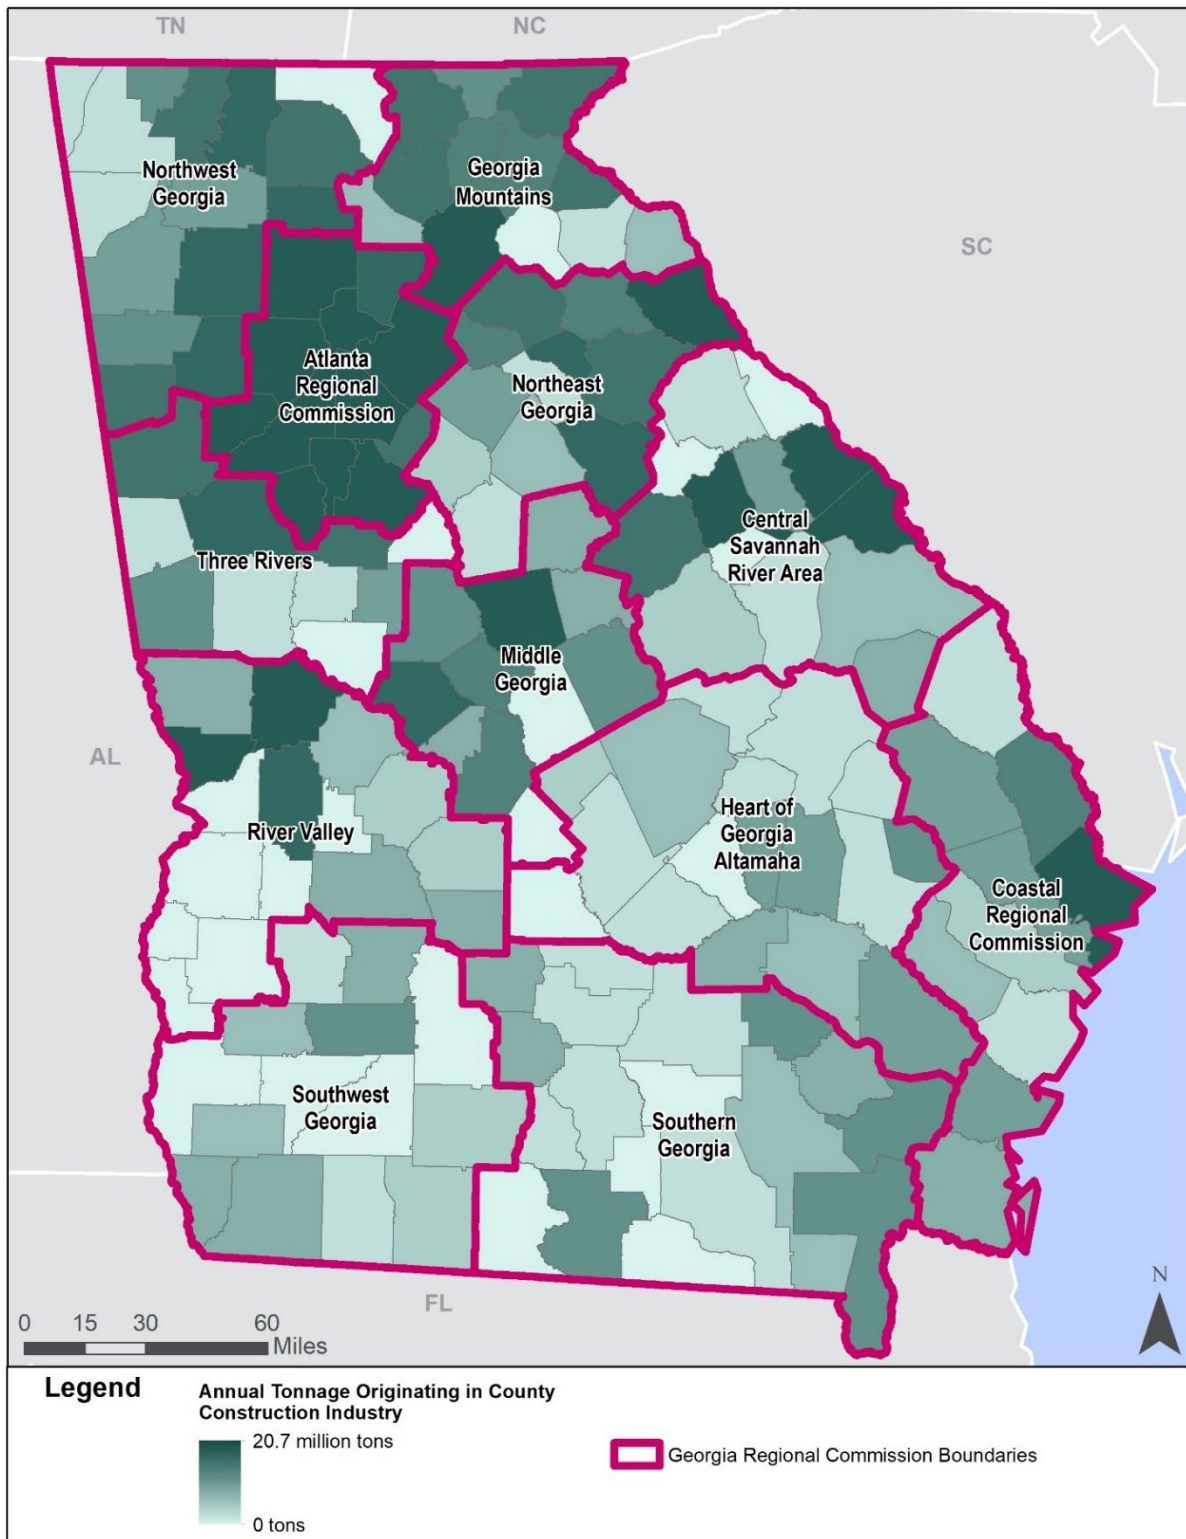 TN
NC
Northwest
Georgia
Georgia
Mountains
SC
Atlanta
Regional
Commission
Northeast
Georgia
Central
Savannah
River Area
Three Rivers
Middle
Georgia
AL
River Valley
Heart of
Georgia
Altamaha
Coastal
Regional
Commission
Southwest
Georgia
Southern
Georgia
FL
N
0 15 30 60
Miles
Legend
Annual Tonnage Originating in County
Construction Industry
20.7 million tons
0 tons
Georgia Regional Commission Boundaries